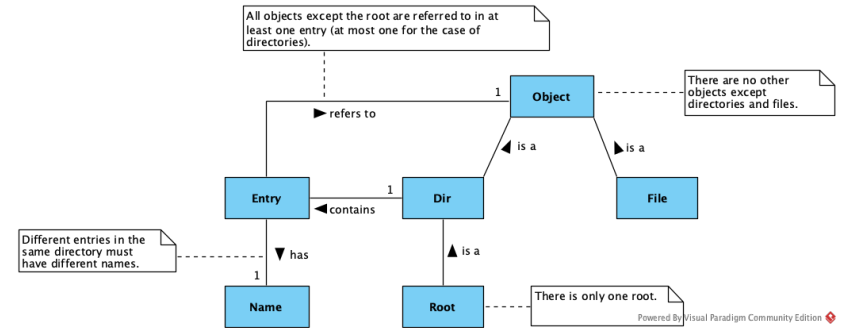 All objects except the root are referred to in at
least one entry (at most one for the case of
directories).
There are no other
objects except
directories and files.
1
Object
refers to
is a
is a
Entry
1
contains
Dir
File
Different entries in the
same directory must
have different names.
has
is a
1
Name
Root
There is only one root.
Powered By Visual Paradigm Community Edition